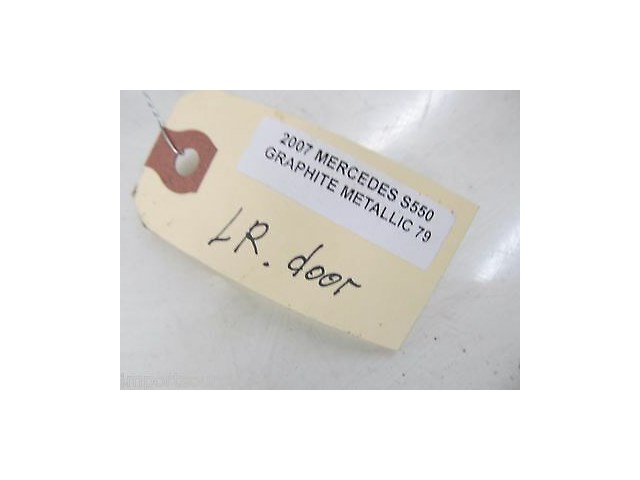 2007 MERCEDES S550
GRAPHITE METALLIC 79
LR. door